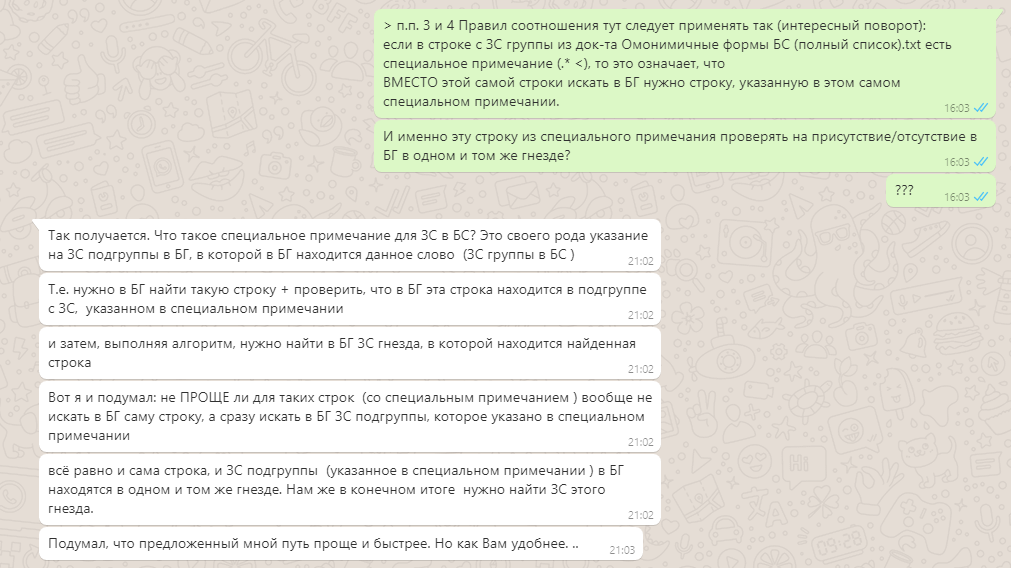 > п.п. 3 и 4 Правил соотношения тут следует применять так (интересный поворот):
если в строке с ЗС группы из док-та Омонимичные формы БС (полный список).txt есть
специальное примечание (.* <), то это означает, что
ВМЕСТО этой самой строки искать в БГ нужно строку, указанную в этом самом
специальном примечании.
16:03
И именно эту строку из специального примечания проверять на присутствие/отсутствие в
БГ в одном и том же гнезде?
16:03
???
16:03
Так получается. Что такое специальное примечание для ЗС в БС? Это своего рода указание
на ЗС подгруппы в БГ, в которой в БГ находится данное слово (ЗС группы в БС )
21:02
Т.е. нужно в БГ найти такую строку + проверить, что в БГ эта строка находится в подгруппе
с ЗС, указанном в специальном примечании
21:02
и затем, выполняя алгоритм, нужно найти в БГ ЗС гнезда, в которой находится найденная
строка
21:02
Вот я и подумал: не ПРОЩЕ ли для таких строк (со специальным примечанием ) вообще не
искать в БГ саму строку, а сразу искать в БГ ЗС подгруппы, которое указано в специальном
примечании
21:02
всё равно и сама строка, и ЗС подгруппы (указанное в специальном примечании ) в БГ
находятся в одном и том же гнезде. Нам же в конечном итоге нужно найти ЗС этого
гнезда.
21:02
Подумал, что предложенный мной путь проще и быстрее. Но как Вам удобнее. ..
21:03